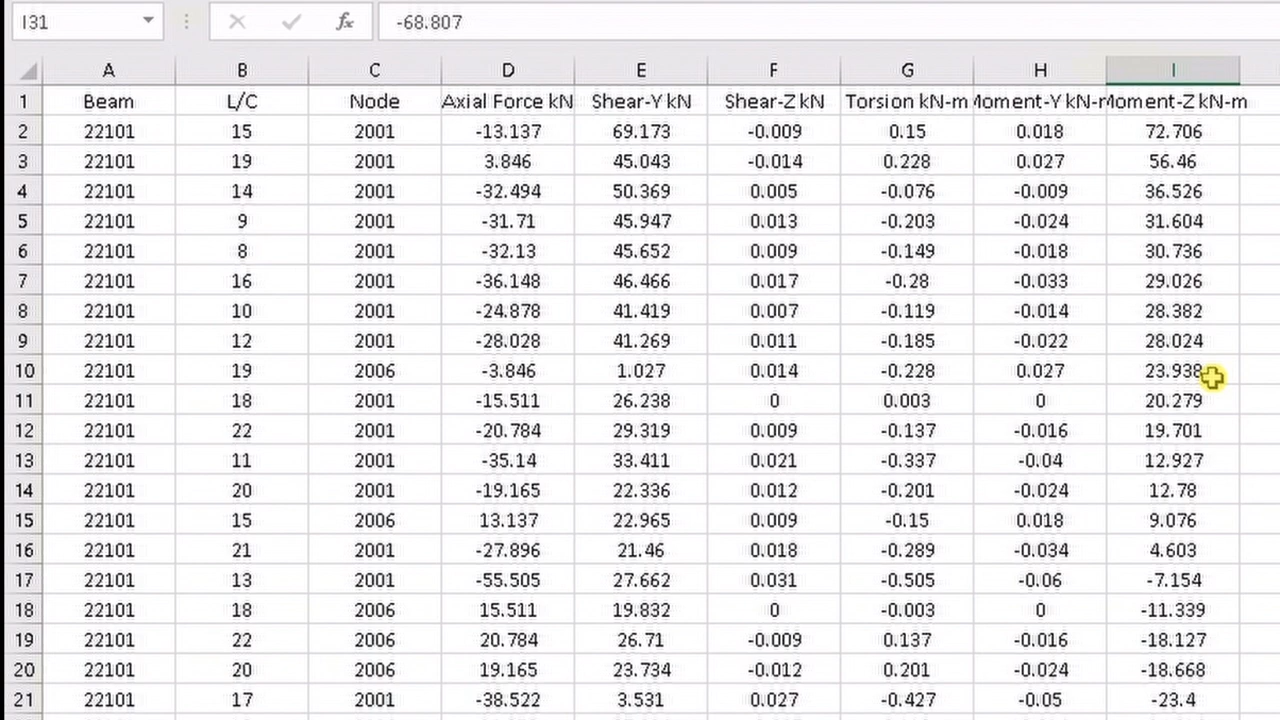 I31 fx -68.807
A B C D E F G H I
1 Beam L/C Node Axial Force kN Shear-Y kN Shear-Z kN Torsion kN-m Moment-Y kN-m Moment-Z kN-m
2 22101 15 2001 -13.137 69.173 -0.009 0.15 0.018 72.706
3 22101 19 2001 3.846 45.043 -0.014 0.228 0.027 56.46
4 22101 14 2001 -32.494 50.369 0.005 -0.076 -0.009 36.526
5 22101 9 2001 -31.71 45.947 0.013 -0.203 -0.024 31.604
6 22101 8 2001 -32.13 45.652 0.009 -0.149 -0.018 30.736
7 22101 16 2001 -36.148 46.466 0.017 -0.28 -0.033 29.026
8 22101 10 2001 -24.878 41.419 0.007 -0.119 -0.014 28.382
9 22101 12 2001 -28.028 41.269 0.011 -0.185 -0.022 28.024
10 22101 19 2006 -3.846 1.027 0.014 -0.228 0.027 23.938
11 22101 18 2001 -15.511 26.238 0 0.003 0 20.279
12 22101 22 2001 -20.784 29.319 0.009 -0.137 -0.016 19.701
13 22101 11 2001 -35.14 33.411 0.021 -0.337 -0.04 12.927
14 22101 20 2001 -19.165 22.336 0.012 -0.201 -0.024 12.78
15 22101 15 2006 13.137 22.965 0.009 -0.15 0.018 9.076
16 22101 21 2001 -27.896 21.46 0.018 -0.289 -0.034 4.603
17 22101 13 2001 -55.505 27.662 0.031 -0.505 -0.06 -7.154
18 22101 18 2006 15.511 19.832 0 -0.003 0 -11.339
19 22101 22 2006 20.784 26.71 -0.009 0.137 -0.016 -18.127
20 22101 20 2006 19.165 23.734 -0.012 0.201 -0.024 -18.668
21 22101 17 2001 -38.522 3.531 0.027 -0.427 -0.05 -23.4